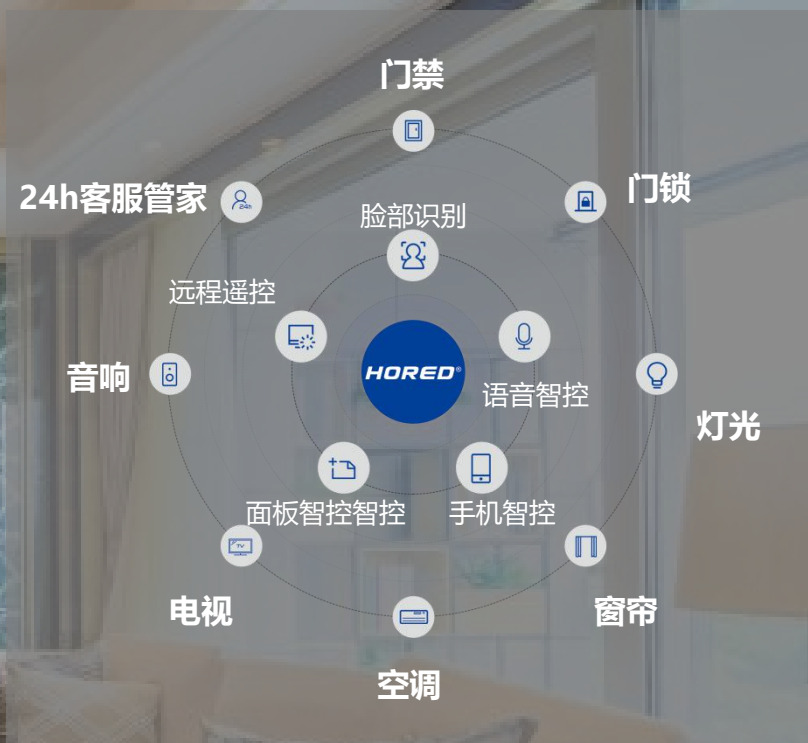 门禁
24h客服管家
24h
门锁
脸部识别
远程遥控
HORED®
音响
语音智控
灯光
面板智控智控
手机智控
TV
电视
窗帘
空调